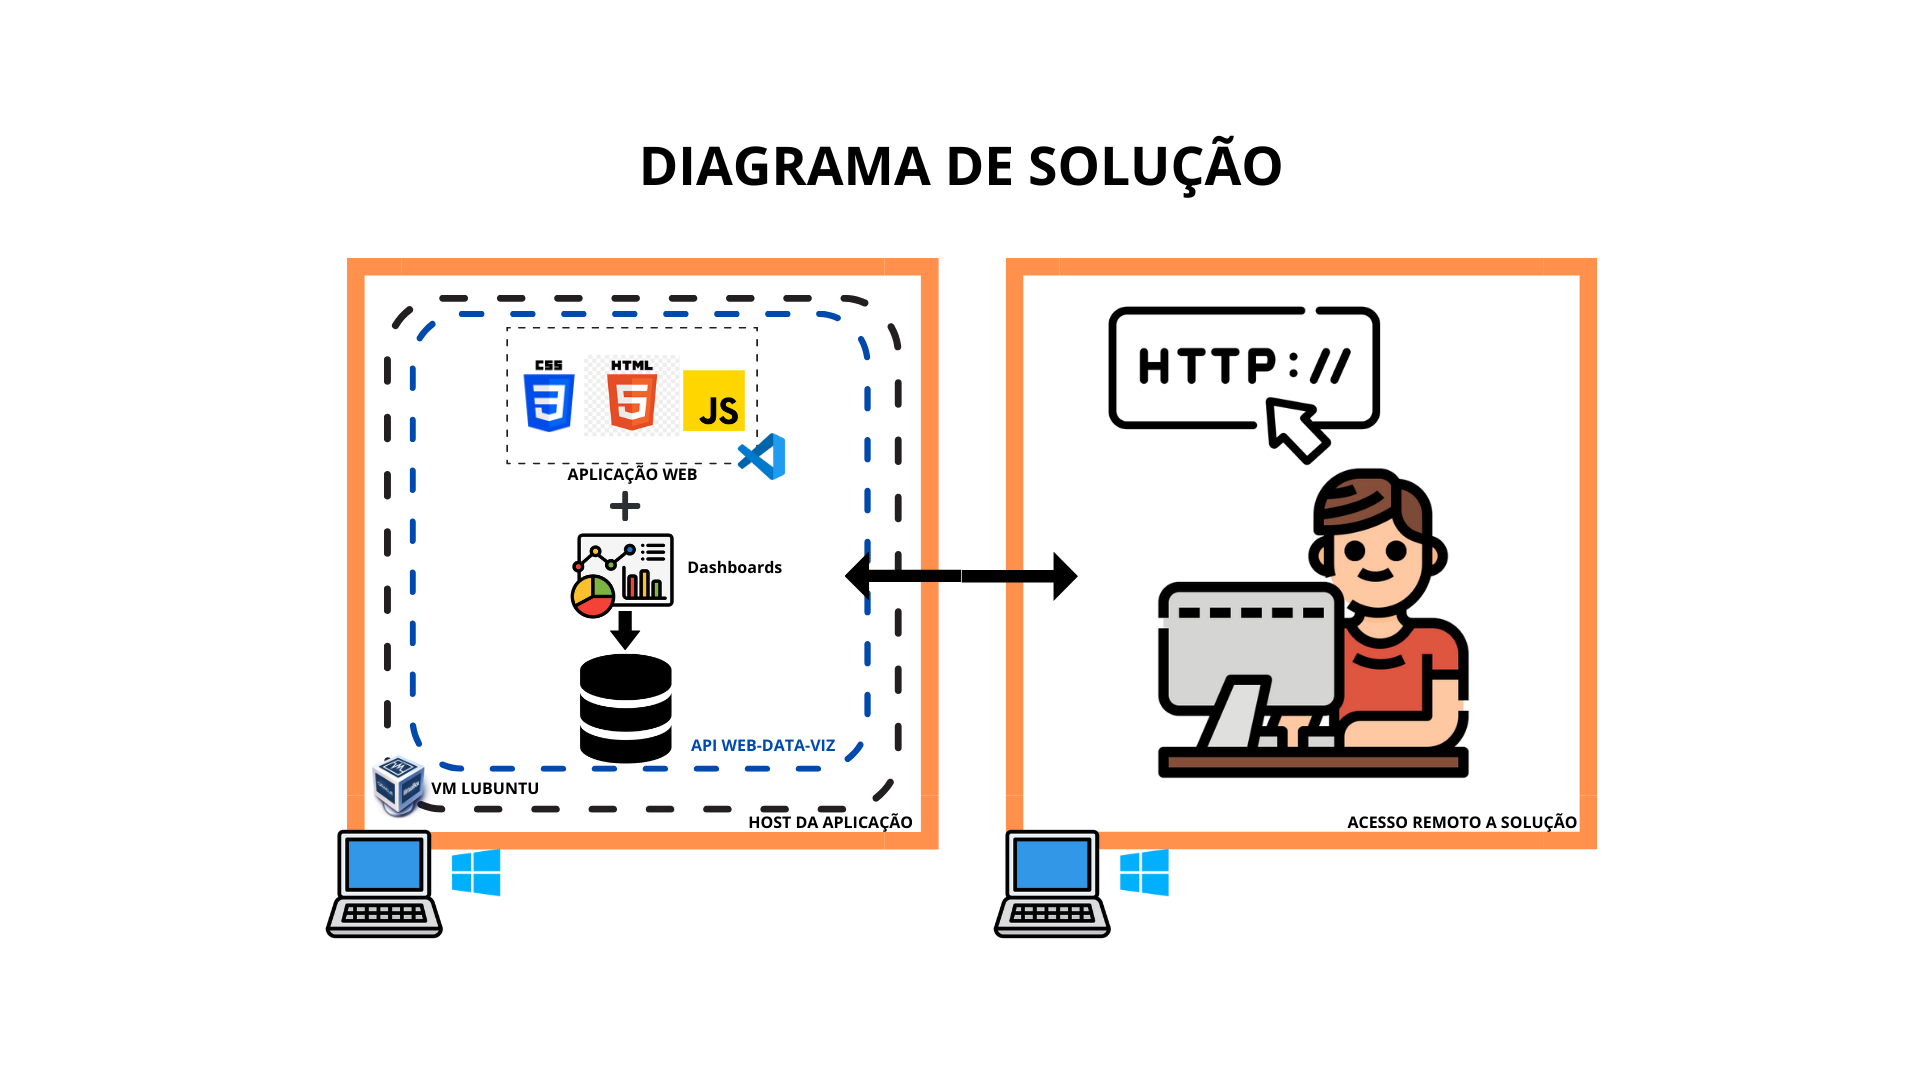 DIAGRAMA DE SOLUÇÃO
CSS
HTML
JS
APLICAÇÃO WEB
Dashboards
API WEB-DATA-VIZ
VM LUBUNTU
HOST DA APLICAÇÃO
HTTP://
ACESSO REMOTO A SOLUÇÃO